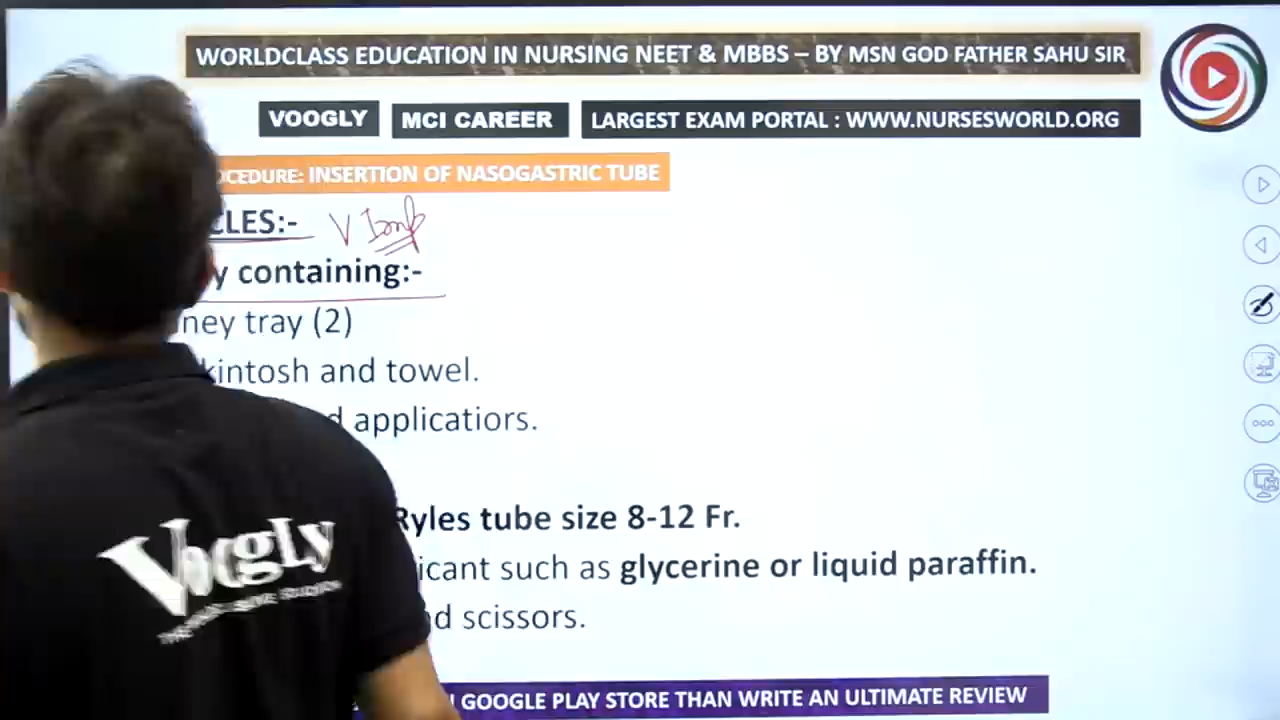 WORLDCLASS EDUCATION IN NURSING NEET & MBBS – BY MSN GOD FATHER SAHU SIR
VOOGLY MCI CAREER LARGEST EXAM PORTAL : WWW.NURSESWORLD.ORG
OCEDURE: INSERTION OF NASOGASTRIC TUBE
CLES:- V Imp
y containing:-
ney tray (2)
kintosh and towel.
d applicatiors.
Ryles tube size 8-12 Fr.
icant such as glycerine or liquid paraffin.
d scissors.
Voogly
GOOGLE PLAY STORE THAN WRITE AN ULTIMATE REVIEW